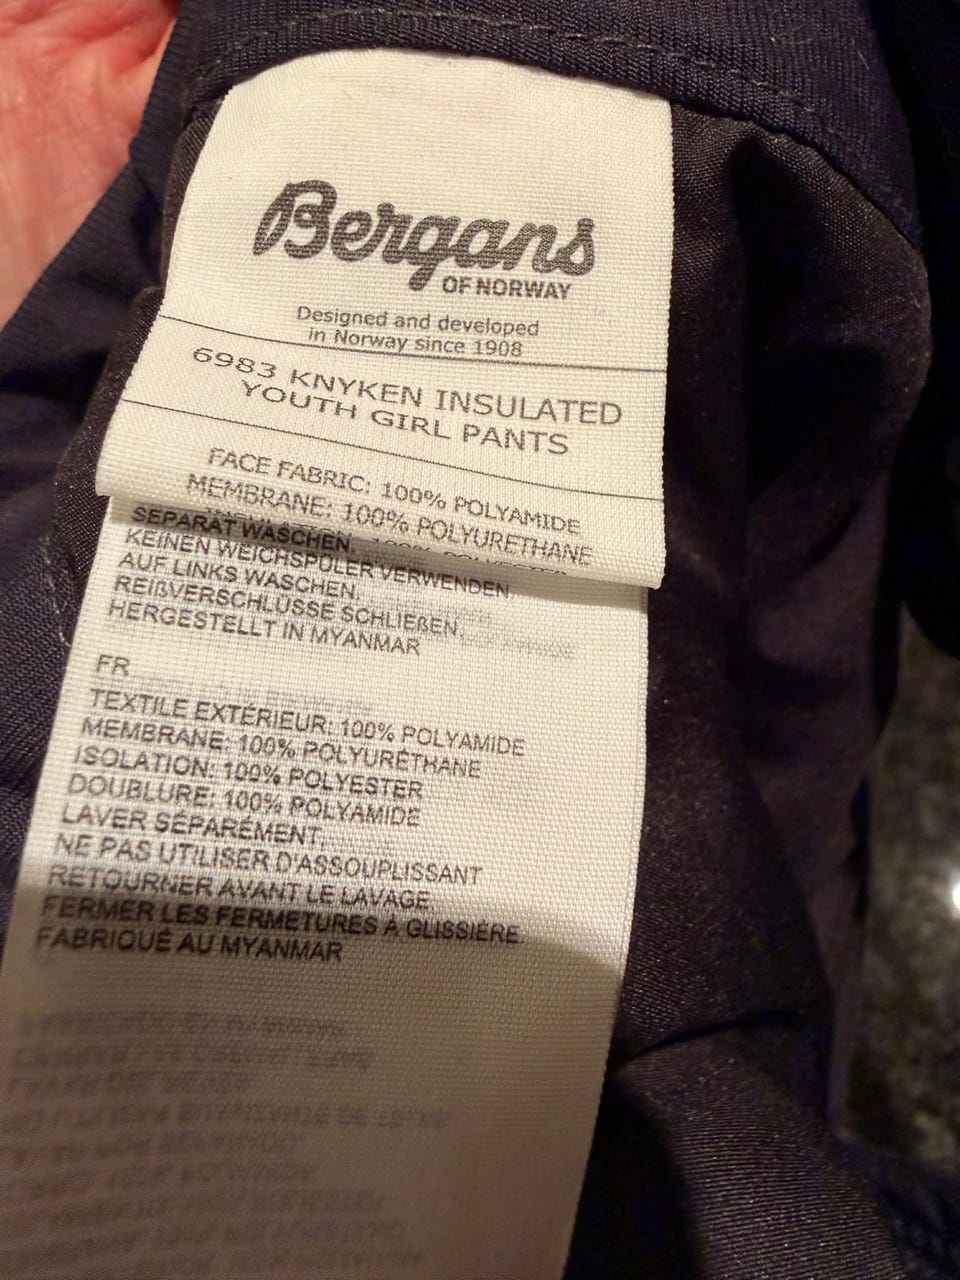 Bergans
OF NORWAY
Designed and developed
in Norway since 1908
6983 KNYKEN INSULATED
YOUTH GIRL PANTS
FACE FABRIC: 100% POLYAMIDE
MEMBRANE: 100% POLYURETHANE
SEPARAT WASCHEN.
KEINEN WEICHSPÜLER VERWENDEN
AUF LINKS WASCHEN.
REIßVERSCHLÜSSE SCHLIEßEN.
HERGESTELLT IN MYANMAR
FR
TEXTILE EXTÉRIEUR: 100% POLYAMIDE
MEMBRANE: 100% POLYURÉTHANE
ISOLATION: 100% POLYESTER
DOUBLURE: 100% POLYAMIDE
LAVER SÉPARÉMENT.
NE PAS UTILISER D'ASSOUPLISSANT
RETOURNER AVANT LE LAVAGE.
FERMER LES FERMETURES À GLISSIÈRE.
FABRIQUÉ AU MYANMAR